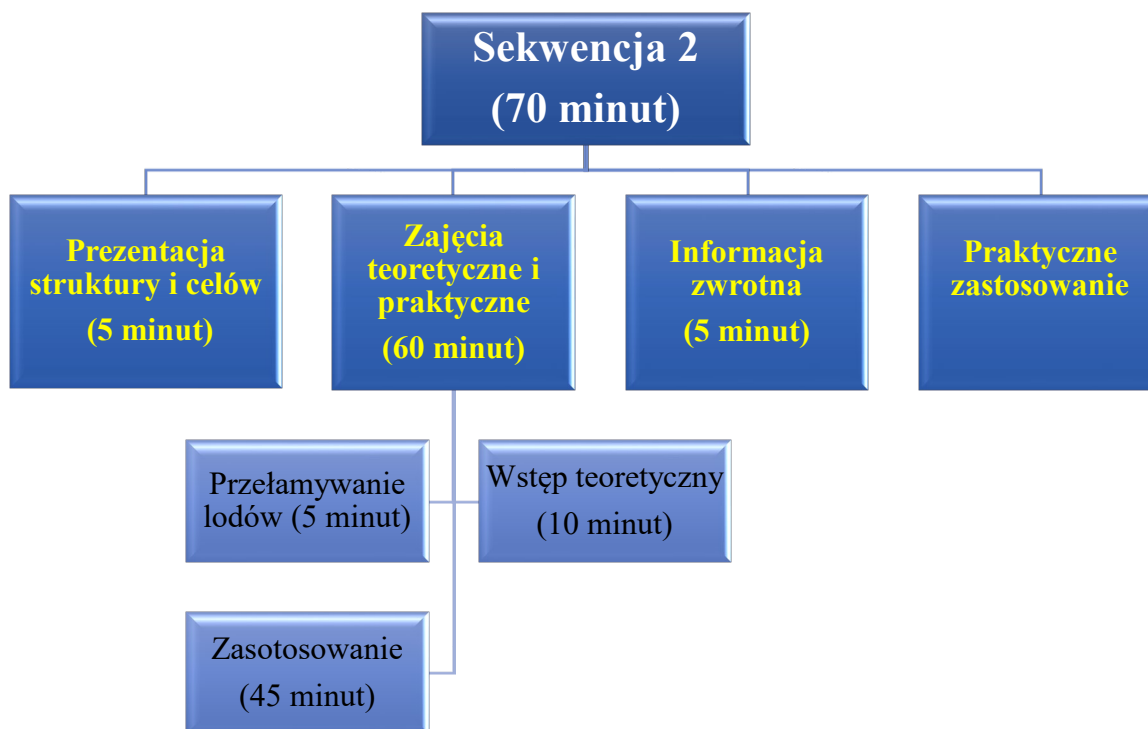 Sekwencja 2
(70 minut)
Prezentacja
struktury i celów
(5 minut)
Zajęcia
teoretyczne i
praktyczne
(60 minut)
Informacja
zwrotna
(5 minut)
Praktyczne
zastosowanie
Przełamywanie
lodów (5 minut)
Wstęp teoretyczny
(10 minut)
Zasotosowanie
(45 minut)